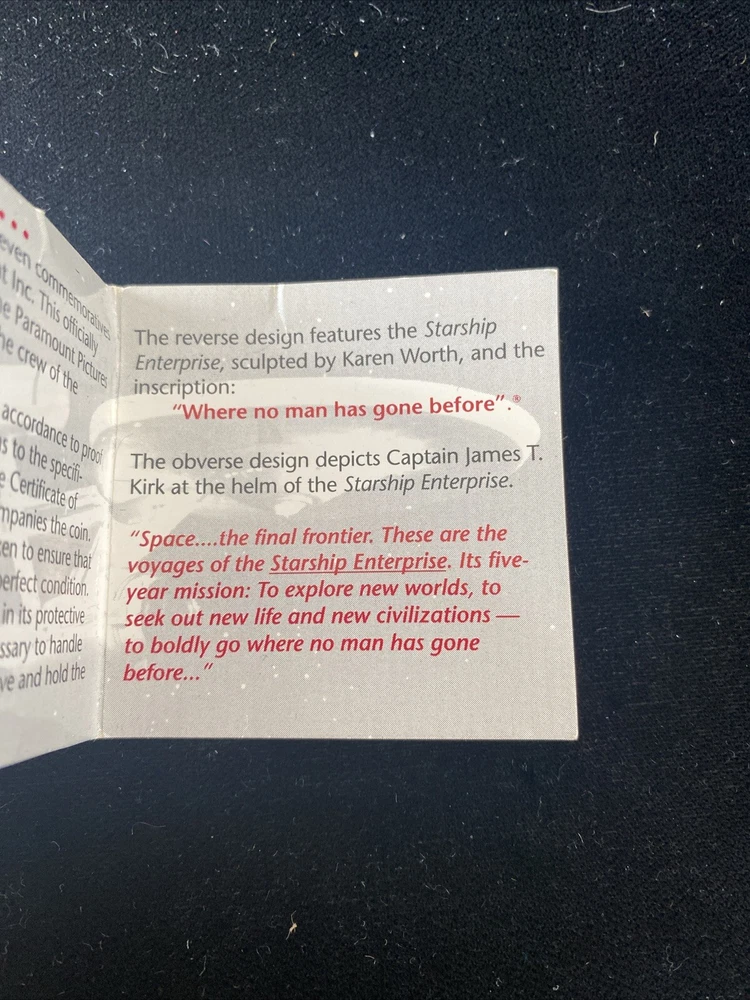 even commemoratives
t Inc. This officially
e Paramount Pictures
he crew of the
accordance to proof
s to the specifi-
e Certificate of
mpanies the coin.
en to ensure that
erfect condition.
in its protective
ssary to handle
ve and hold the
The reverse design features the Starship
Enterprise, sculpted by Karen Worth, and the
inscription:
“Where no man has gone before”.®
The obverse design depicts Captain James T.
Kirk at the helm of the Starship Enterprise.
“Space....the final frontier. These are the
voyages of the Starship Enterprise. Its five-
year mission: To explore new worlds, to
seek out new life and new civilizations —
to boldly go where no man has gone
before...”